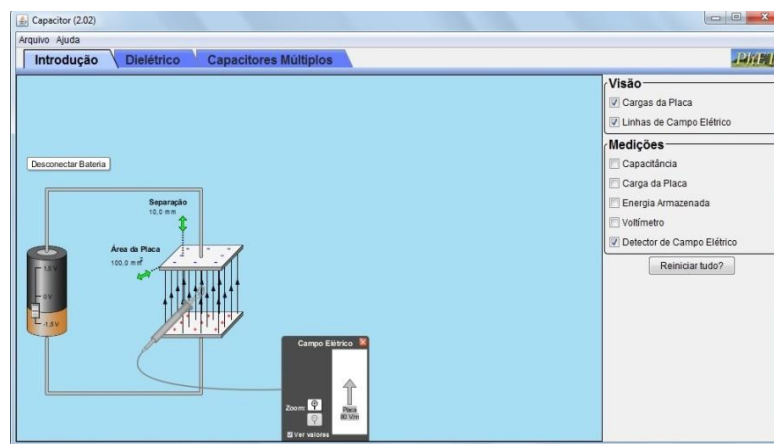 Capacitor (2.02)
Arquivo Ajuda
Introdução Dielétrico Capacitores Múltiplos
PhET
Visão
Cargas da Placa
Linhas de Campo Elétrico
Medições
Capacitância
Carga da Placa
Energia Armazenada
Voltímetro
Detector de Campo Elétrico
Reiniciar tudo?
Desconectar Bateria
Separação
10,0 mm
Área da Placa
100,0 mm²
1,5 V
0 V
-1,5 V
Campo Elétrico
Zoom:
Placa
80 V/m
Ver valores